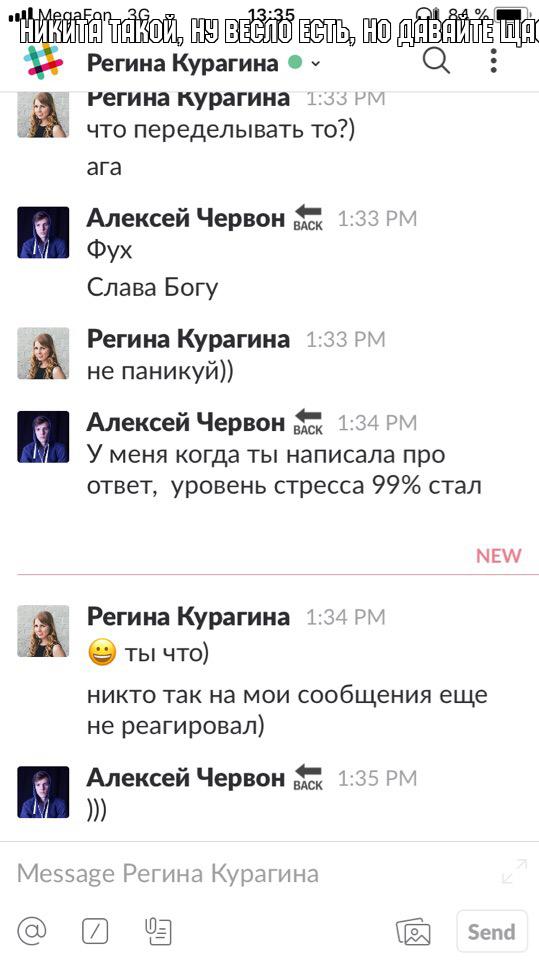 MegaFon 3G 13:35 84 %
НИКИТА ТАКОЙ, НУ ВЕСЛО ЕСТЬ, НО ДАВАЙТЕ ЩАС
Регина Курагина
Регина Курагина 1:33 PM
что переделывать то?)
ага
Алексей Червон BACK 1:33 PM
Фух
Слава Богу
Регина Курагина 1:33 PM
не паникуй))
Алексей Червон BACK 1:34 PM
У меня когда ты написала про
ответ, уровень стресса 99% стал
NEW
Регина Курагина 1:34 PM
😀 ты что)
никто так на мои сообщения еще
не реагировал)
Алексей Червон BACK 1:35 PM
)))
Message Регина Курагина
Send